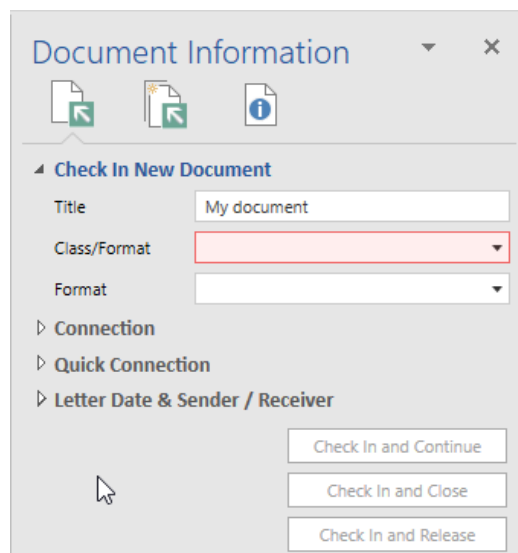 Document Information
Check In New Document
Title My document
Class/Format
Format
Connection
Quick Connection
Letter Date & Sender / Receiver
Check In and Continue
Check In and Close
Check In and Release